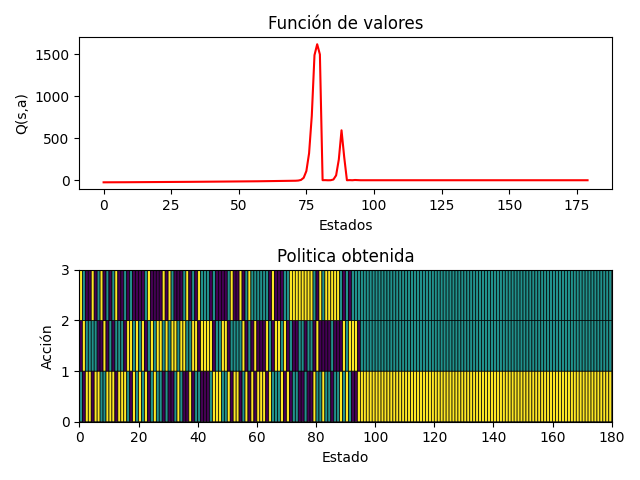 Función de valores
1500
1000
500
0
Q(s,a)
0 25 50 75 100 125 150 175
Estados
Politica obtenida
3
2
1
0
Acción
0 20 40 60 80 100 120 140 160 180
Estado